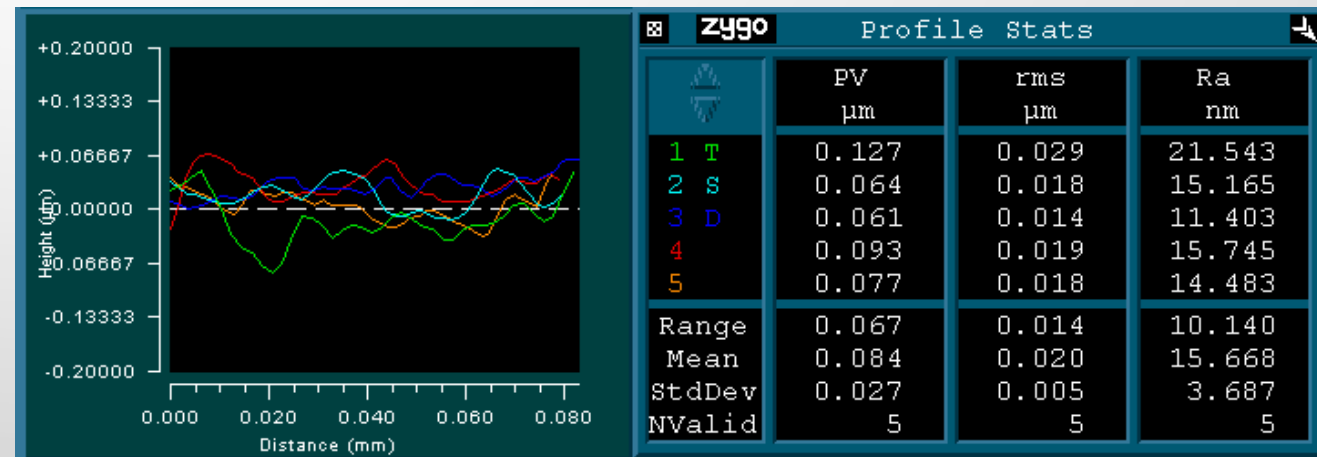 +0.20000
+0.13333
+0.06667
0.00000
0.06667
-0.13333
-0.20000
Height (µm)
0.000 0.020 0.040 0.060 0.080
Distance (mm)
zygo Profile Stats
PV rms Ra
µm µm nm
1 T 0.127 0.029 21.543
2 S 0.064 0.018 15.165
3 D 0.061 0.014 11.403
4 0.093 0.019 15.745
5 0.077 0.018 14.483
Range 0.067 0.014 10.140
Mean 0.084 0.020 15.668
StdDev 0.027 0.005 3.687
NValid 5 5 5